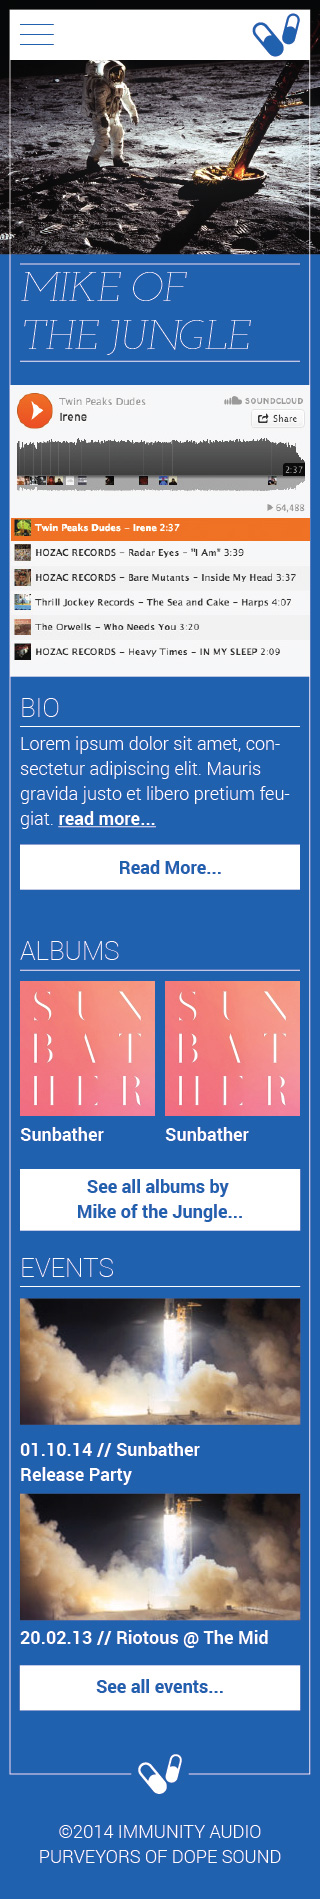 MIKE OF
THE JUNGLE
Twin Peaks Dudes
SOUNDCLOUD
Irene
Share
2:37
64,488
Twin Peaks Dudes – Irene 2:37
HOZAC RECORDS – Radar Eyes – "I Am" 3:39
HOZAC RECORDS – Bare Mutants – Inside My Head 3:37
Thrill Jockey Records – The Sea and Cake – Harps 4:07
The Orwells – Who Needs You 3:20
HOZAC RECORDS – Heavy Times – IN MY SLEEP 2:09
BIO
Lorem ipsum dolor sit amet, con-
sectetur adipiscing elit. Mauris
gravida justo et libero pretium feu-
giat. read more...
Read More...
ALBUMS
SUN
BAT
HER
SUN
BAT
HER
Sunbather
Sunbather
See all albums by
Mike of the Jungle...
EVENTS
01.10.14 // Sunbather
Release Party
20.02.13 // Riotous @ The Mid
See all events...
©2014 IMMUNITY AUDIO
PURVEYORS OF DOPE SOUND